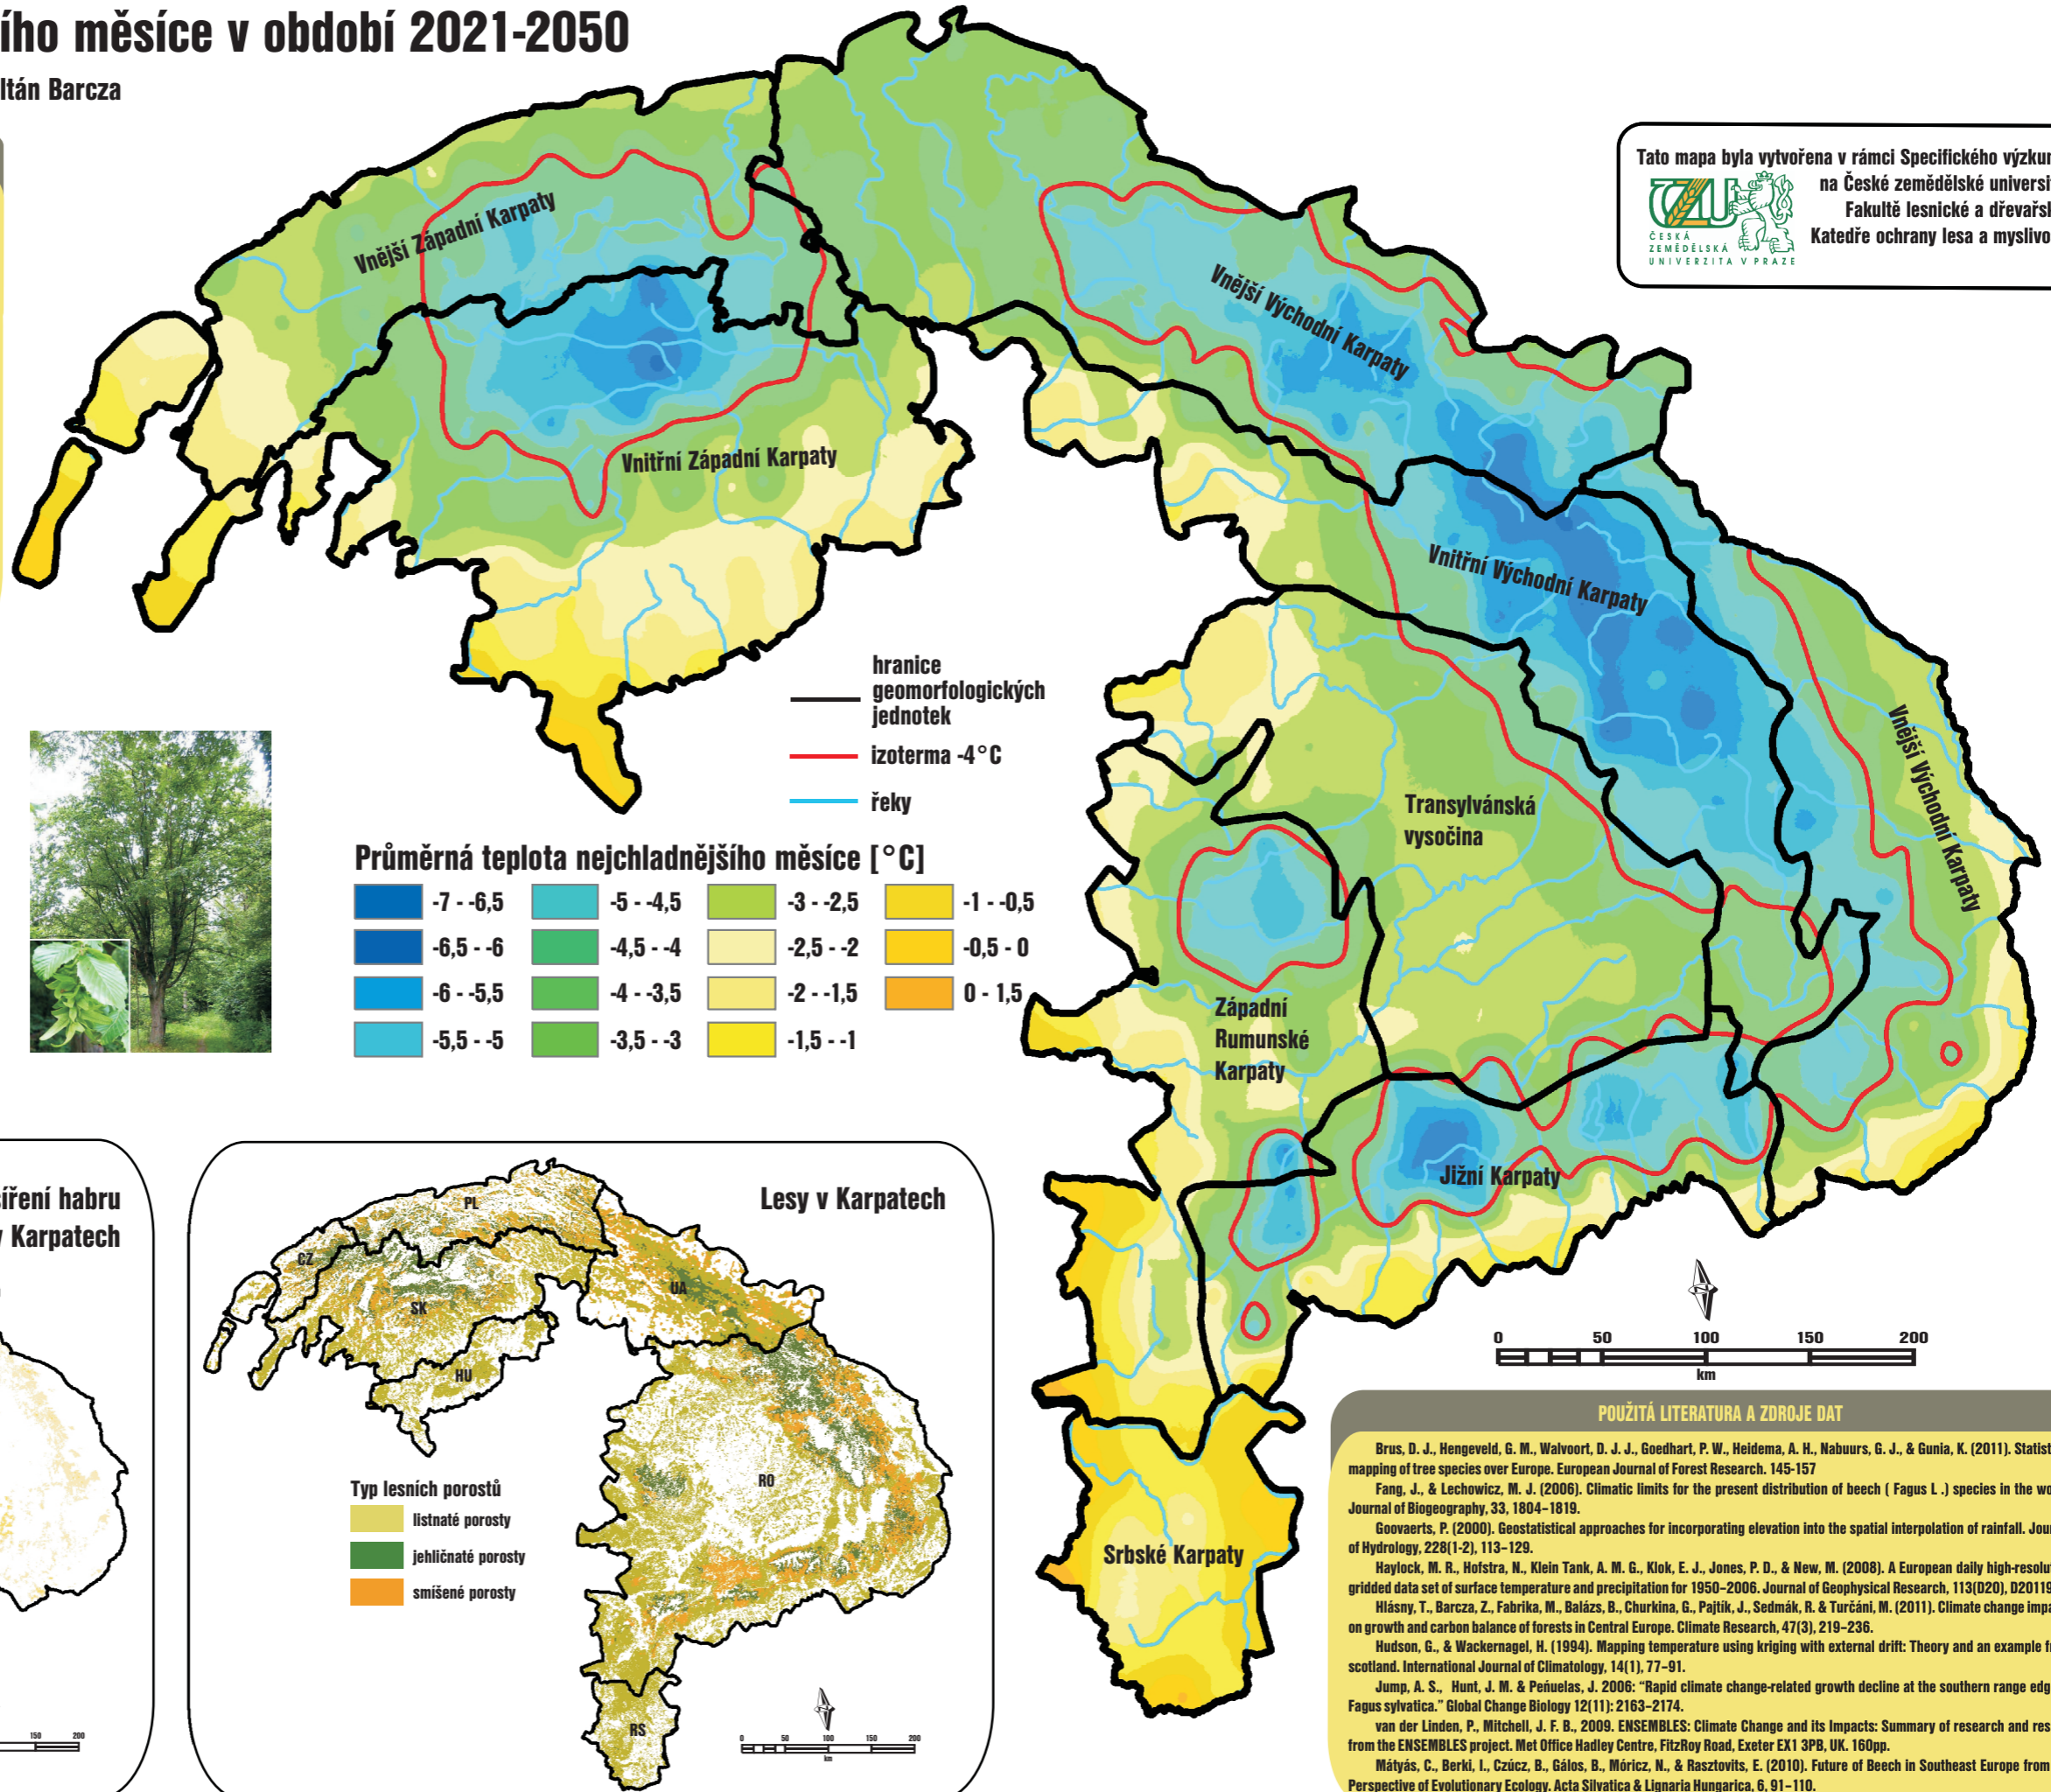 ího měsíce v období 2021-2050
ltán Barcza
Tato mapa byla vytvořena v rámci Specifického výzkum
na České zemědělské universit
Fakultě lesnické a dřevařsk
Katedře ochrany lesa a myslivo
ČESKÁ
ZEMĚDĚLSKÁ
UNIVERZITA V PRAZE
Vnější Západní Karpaty
Vnitřní Západní Karpaty
Vnější Východní Karpaty
Vnitřní Východní Karpaty
Vnější Východní Karpaty
Transylvánská
vysočina
Západní
Rumunské
Karpaty
Jižní Karpaty
Srbské Karpaty
hranice
geomorfologických
jednotek
izoterma -4°C
řeky
Průměrná teplota nejchladnějšího měsíce [°C]
-7 - -6,5
-5 - -4,5
-3 - -2,5
-1 - -0,5
-6,5 - -6
-4,5 - -4
-2,5 - -2
-0,5 - 0
-6 - -5,5
-4 - -3,5
-2 - -1,5
0 - 1,5
-5,5 - -5
-3,5 - -3
-1,5 - -1
íření habru
Karpatech
150 200
Lesy v Karpatech
PL
CZ
SK
UA
HU
RO
RS
Typ lesních porostů
listnaté porosty
jehličnaté porosty
smíšené porosty
0 50 100 150 200
km
0 50 100 150 200
km
POUŽITÁ LITERATURA A ZDROJE DAT
Brus, D. J., Hengeveld, G. M., Walvoort, D. J. J., Goedhart, P. W., Heidema, A. H., Nabuurs, G. J., & Gunia, K. (2011). Statist
mapping of tree species over Europe. European Journal of Forest Research. 145-157
Fang, J., & Lechowicz, M. J. (2006). Climatic limits for the present distribution of beech ( Fagus L .) species in the wo
Journal of Biogeography, 33, 1804–1819.
Goovaerts, P. (2000). Geostatistical approaches for incorporating elevation into the spatial interpolation of rainfall. Jour
of Hydrology, 228(1-2), 113–129.
Haylock, M. R., Hofstra, N., Klein Tank, A. M. G., Klok, E. J., Jones, P. D., & New, M. (2008). A European daily high-resolut
gridded data set of surface temperature and precipitation for 1950–2006. Journal of Geophysical Research, 113(D20), D20119
Hlásny, T., Barcza, Z., Fabrika, M., Balázs, B., Churkina, G., Pajtík, J., Sedmák, R. & Turčáni, M. (2011). Climate change impa
on growth and carbon balance of forests in Central Europe. Climate Research, 47(3), 219–236.
Hudson, G., & Wackernagel, H. (1994). Mapping temperature using kriging with external drift: Theory and an example f
scotland. International Journal of Climatology, 14(1), 77–91.
Jump, A. S., Hunt, J. M. & Peńuelas, J. 2006: “Rapid climate change-related growth decline at the southern range edg
Fagus sylvatica.” Global Change Biology 12(11): 2163–2174.
van der Linden, P., Mitchell, J. F. B., 2009. ENSEMBLES: Climate Change and its Impacts: Summary of research and res
from the ENSEMBLES project. Met Office Hadley Centre, FitzRoy Road, Exeter EX1 3PB, UK. 160pp.
Mátyás, C., Berki, I., Czúcz, B., Gálos, B., Móricz, N., & Rasztovits, E. (2010). Future of Beech in Southeast Europe from
Perspective of Evolutionary Ecology. Acta Silvatica & Lignaria Hungarica, 6, 91–110.